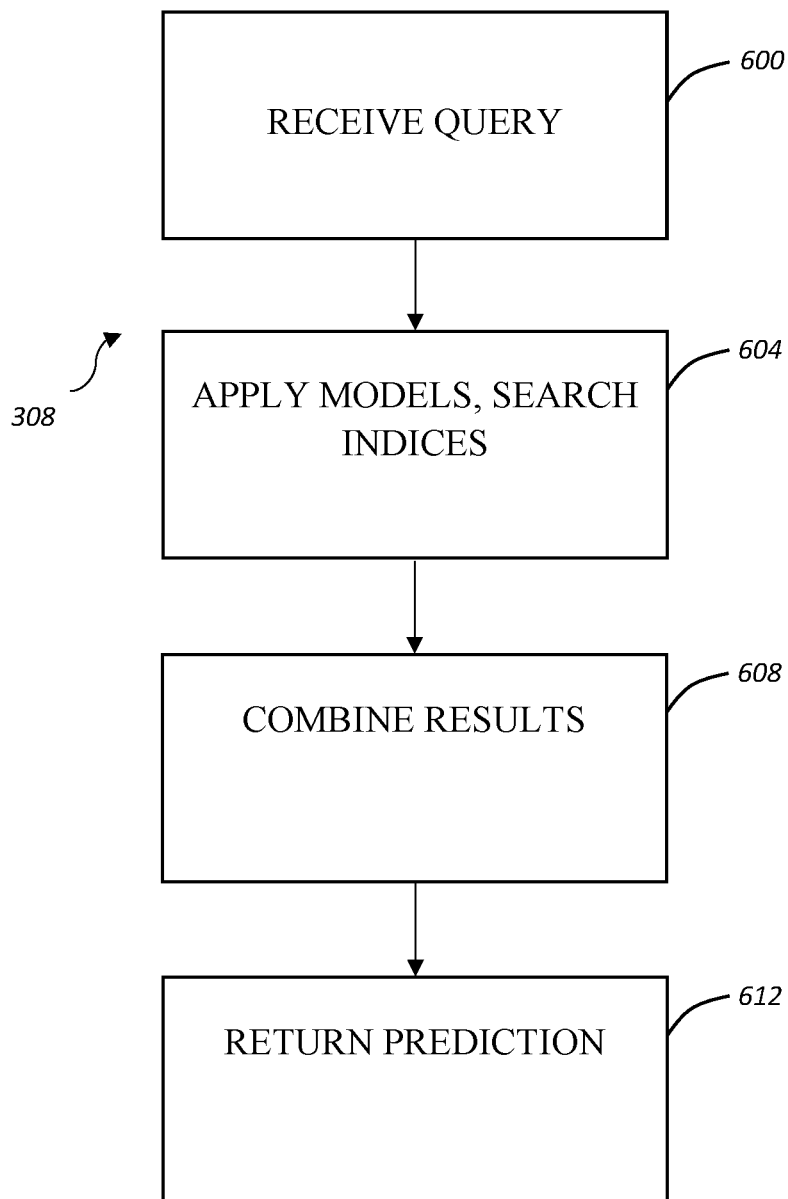 RECEIVE QUERY
600
APPLY MODELS, SEARCH
INDICES
604
308
COMBINE RESULTS
608
RETURN PREDICTION
612